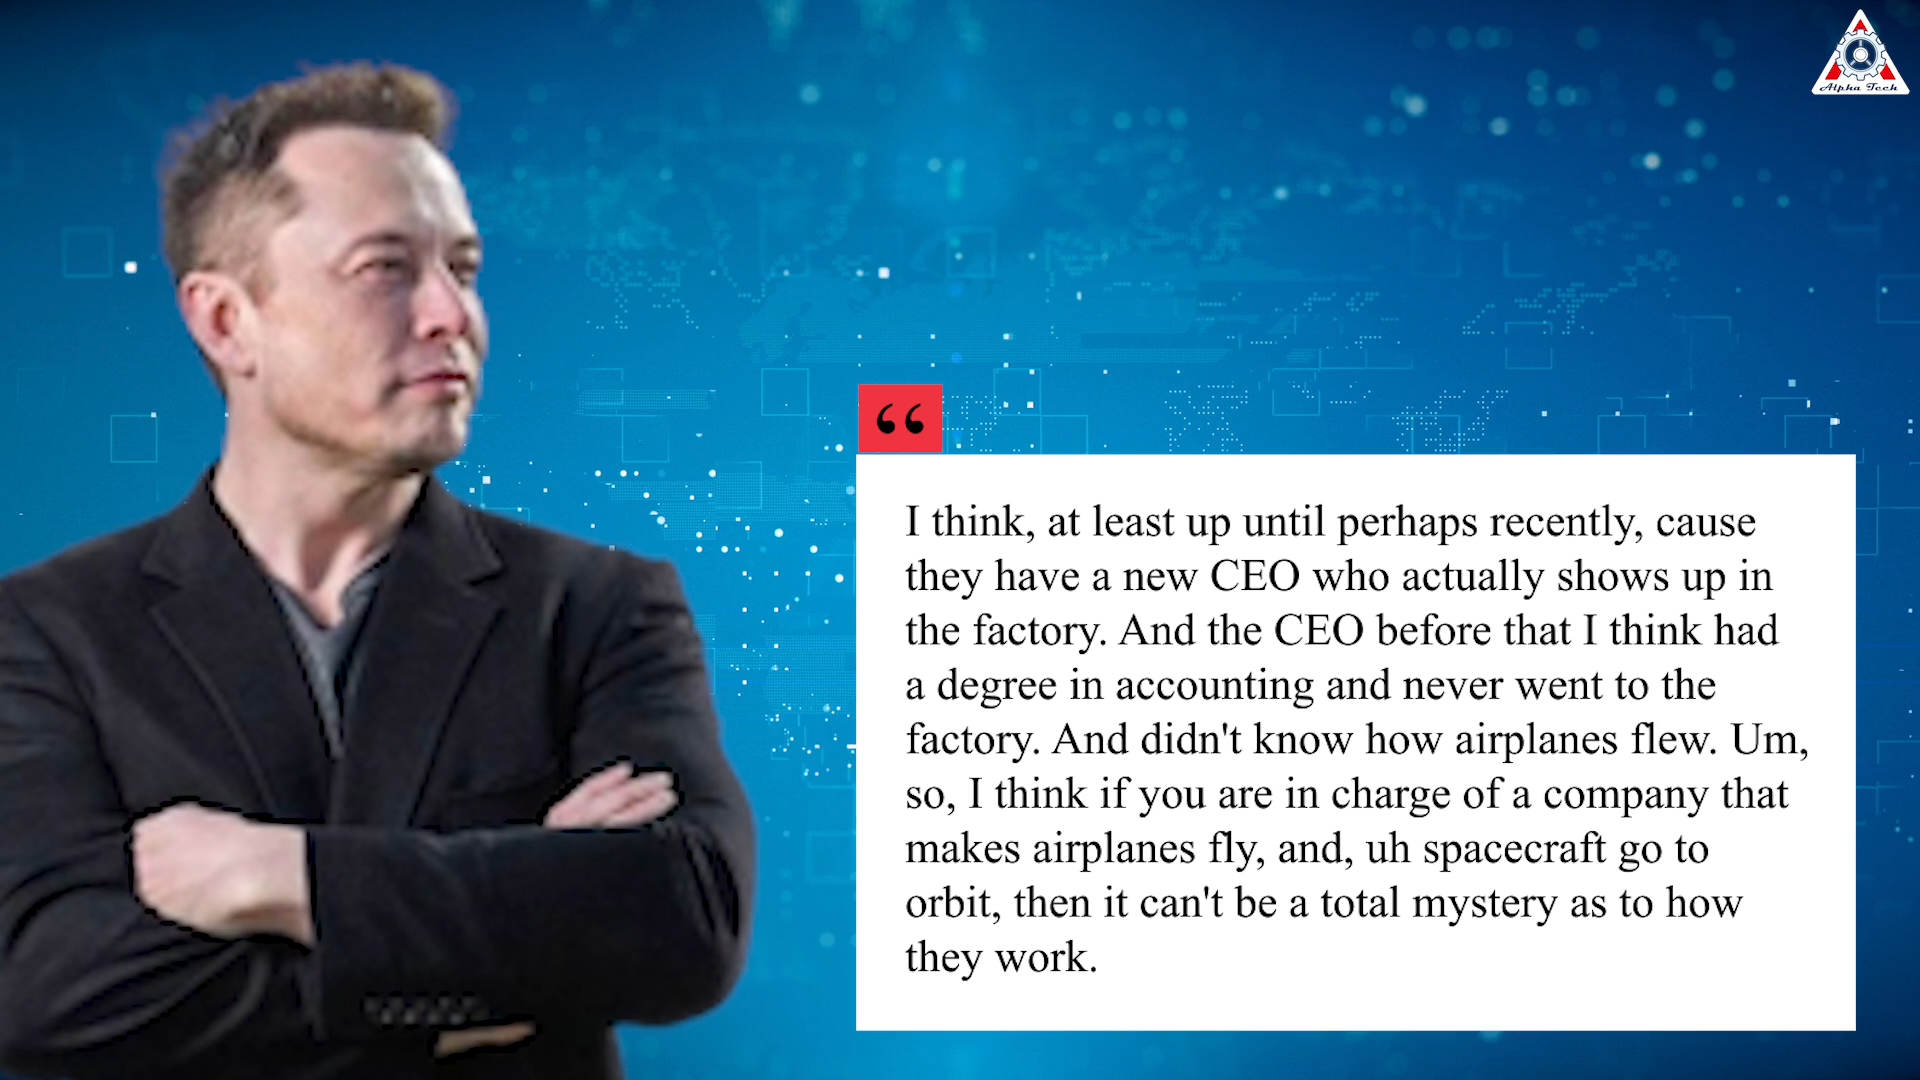 Alpha Tech
“
I think, at least up until perhaps recently, cause
they have a new CEO who actually shows up in
the factory. And the CEO before that I think had
a degree in accounting and never went to the
factory. And didn't know how airplanes flew. Um,
so, I think if you are in charge of a company that
makes airplanes fly, and, uh spacecraft go to
orbit, then it can't be a total mystery as to how
they work.